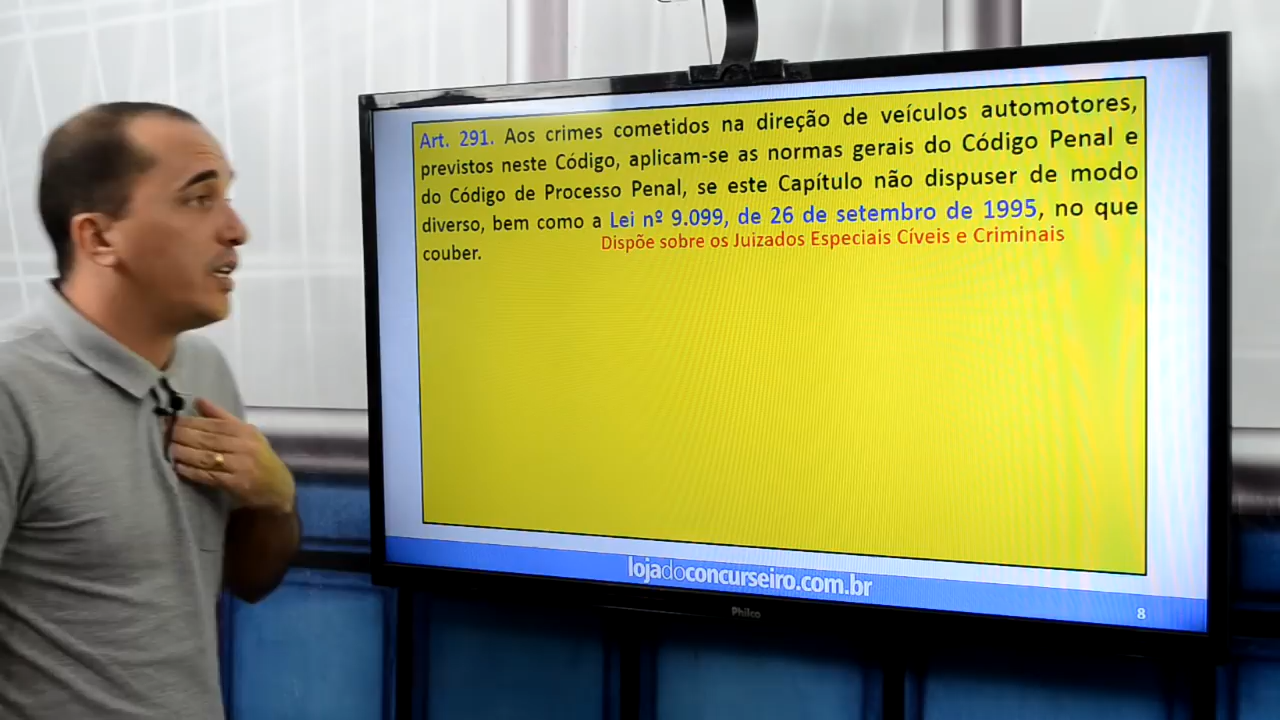 Art. 291. Aos crimes cometidos na direção de veículos automotores,
previstos neste Código, aplicam-se as normas gerais do Código Penal e
do Código de Processo Penal, se este Capítulo não dispuser de modo
diverso, bem como a Lei nº 9.099, de 26 de setembro de 1995, no que
couber.
Dispõe sobre os Juizados Especiais Cíveis e Criminais
lojadoconcurseiro.com.br
8
Philco